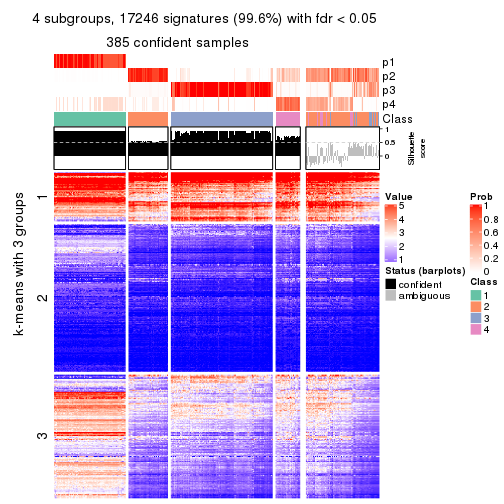 4 subgroups, 17246 signatures (99.6%) with fdr < 0.05
385 confident samples
p1
p2
p3
p4
Class
1
0.5
0
Silhouette
score
k-means with 3 groups
1
2
3
Value
5
4
3
2
1
Status (barplots)
confident
ambiguous
Prob
1
0.8
0.6
0.4
0.2
0
Class
1
2
3
4